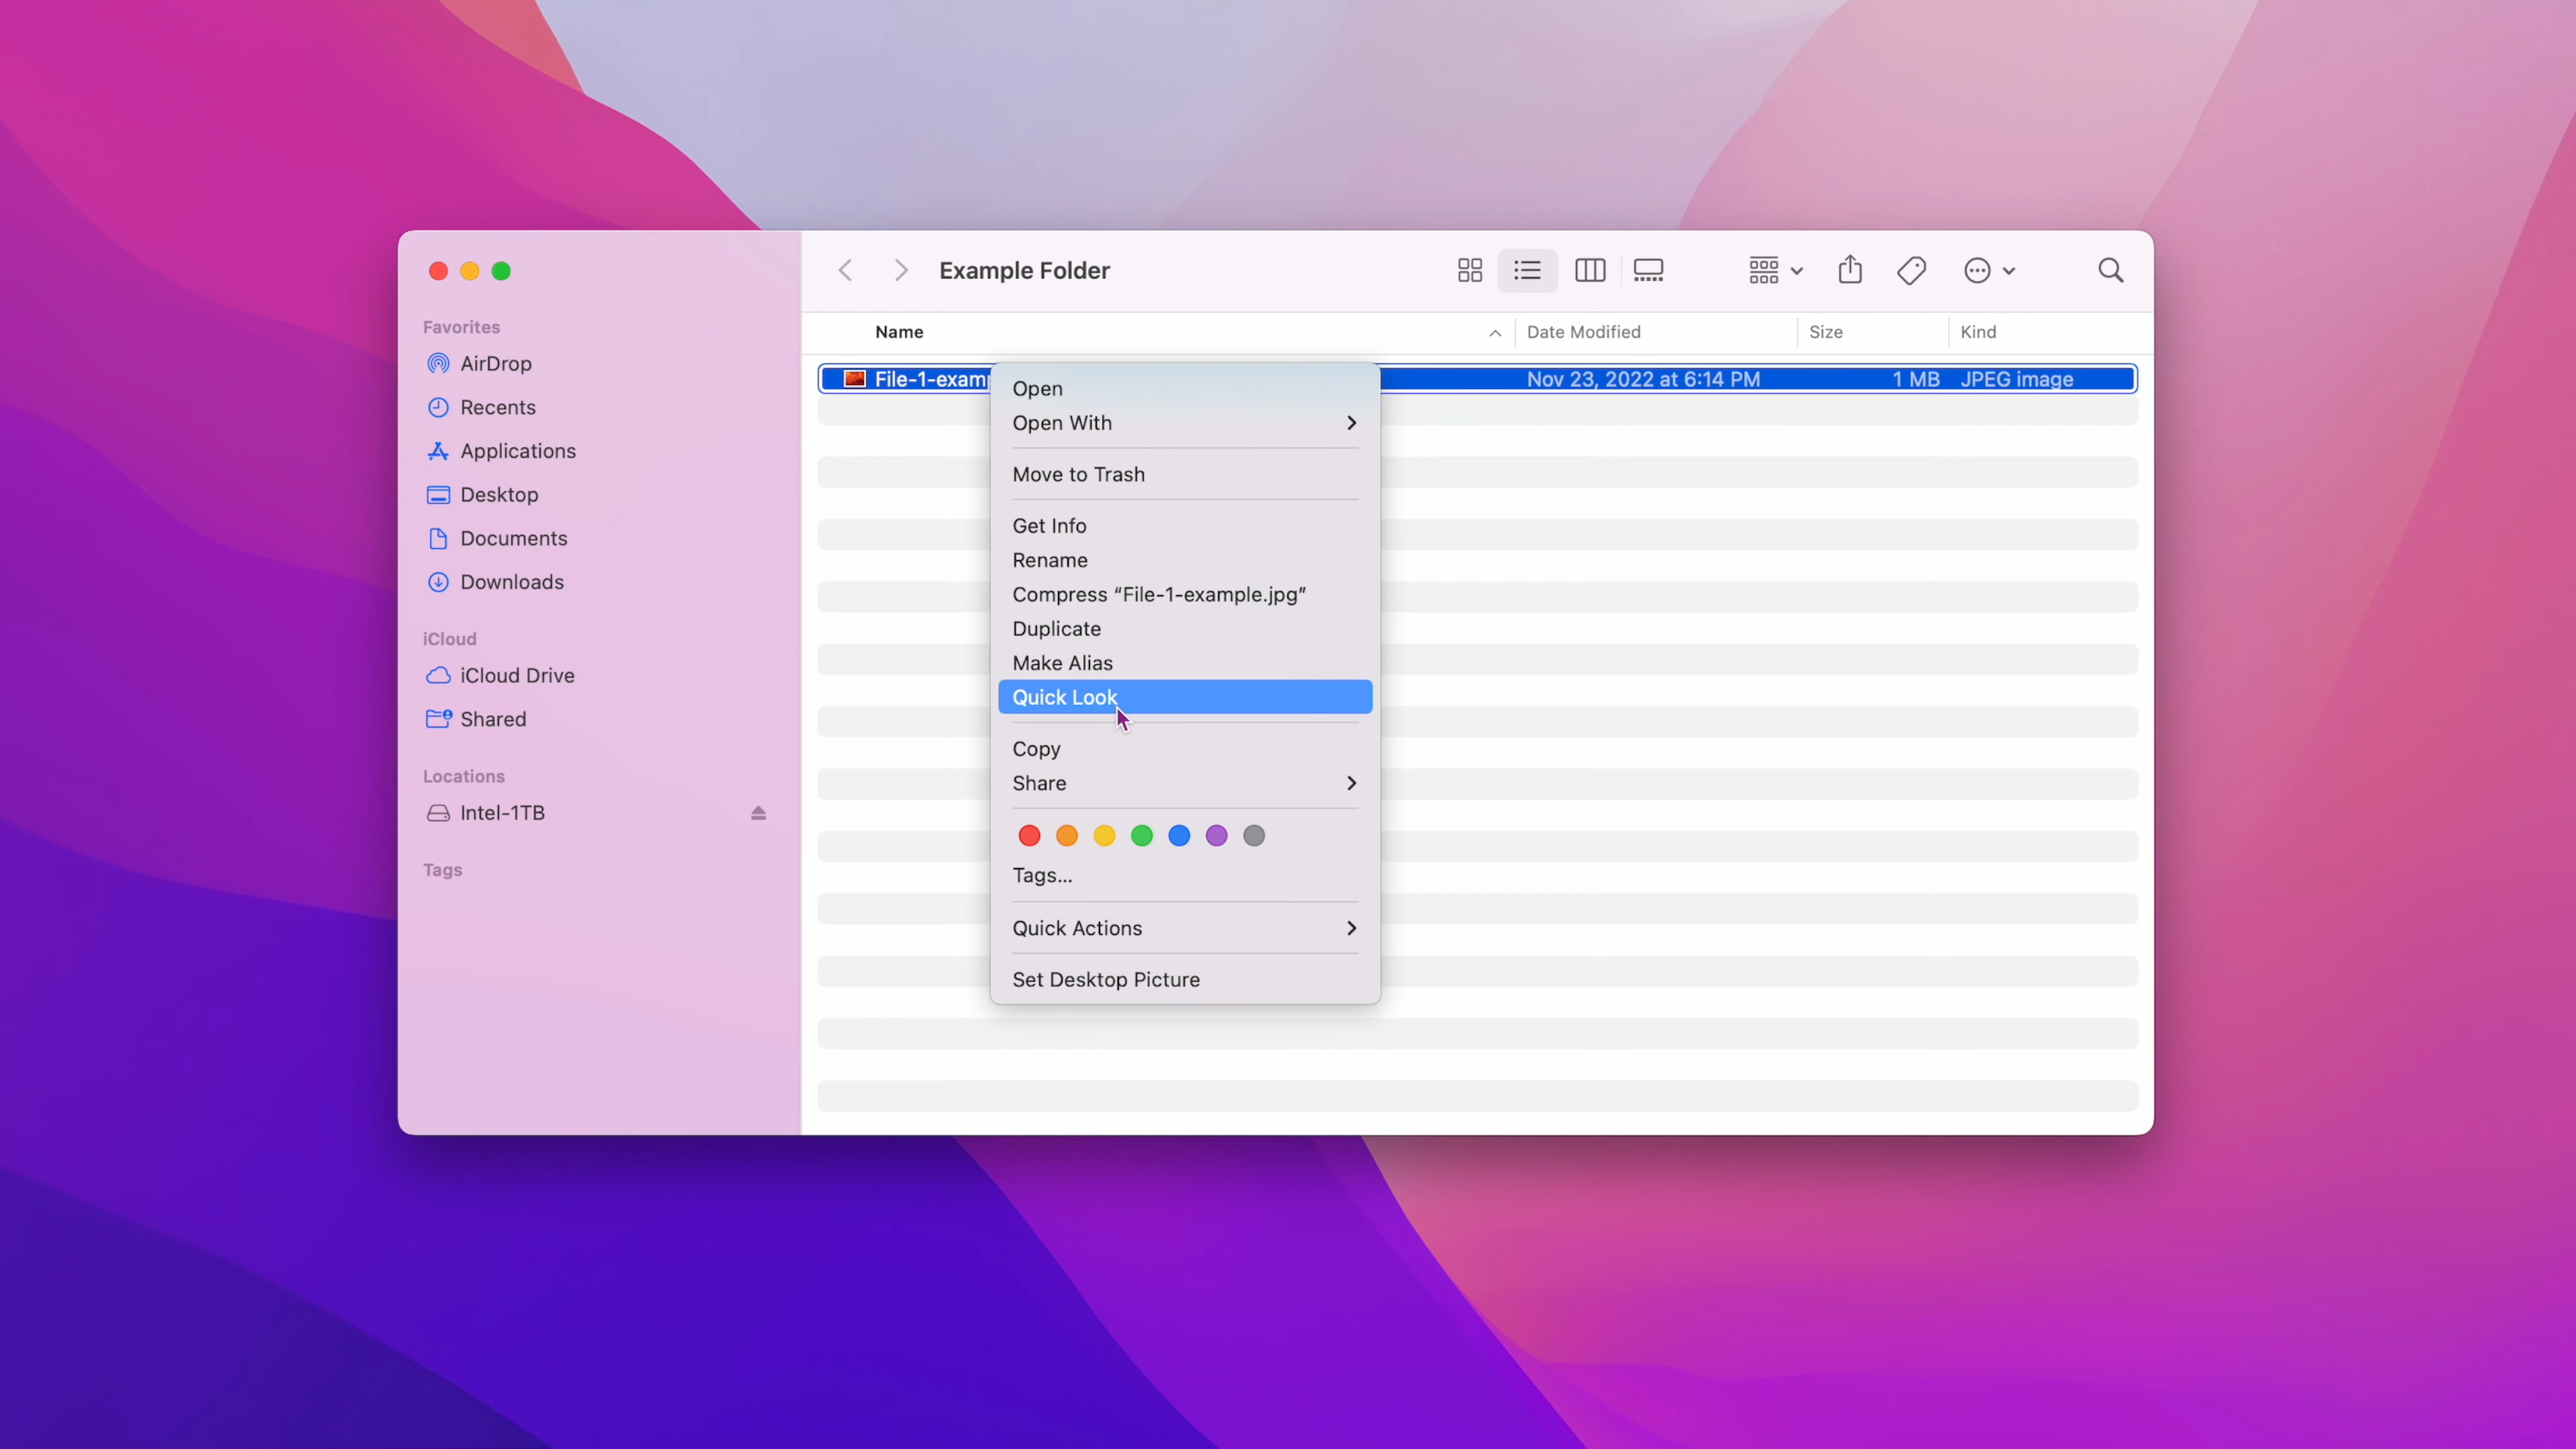 Example Folder
Favorites
AirDrop
Recents
Applications
Desktop
Documents
Downloads
iCloud
iCloud Drive
Shared
Locations
Intel-1TB
Tags
Name Date Modified Size Kind
File-1-examp Nov 23, 2022 at 6:14 PM 1 MB JPEG image
Open
Open With
Move to Trash
Get Info
Rename
Compress “File-1-example.jpg”
Duplicate
Make Alias
Quick Look
Copy
Share
Tags...
Quick Actions
Set Desktop Picture